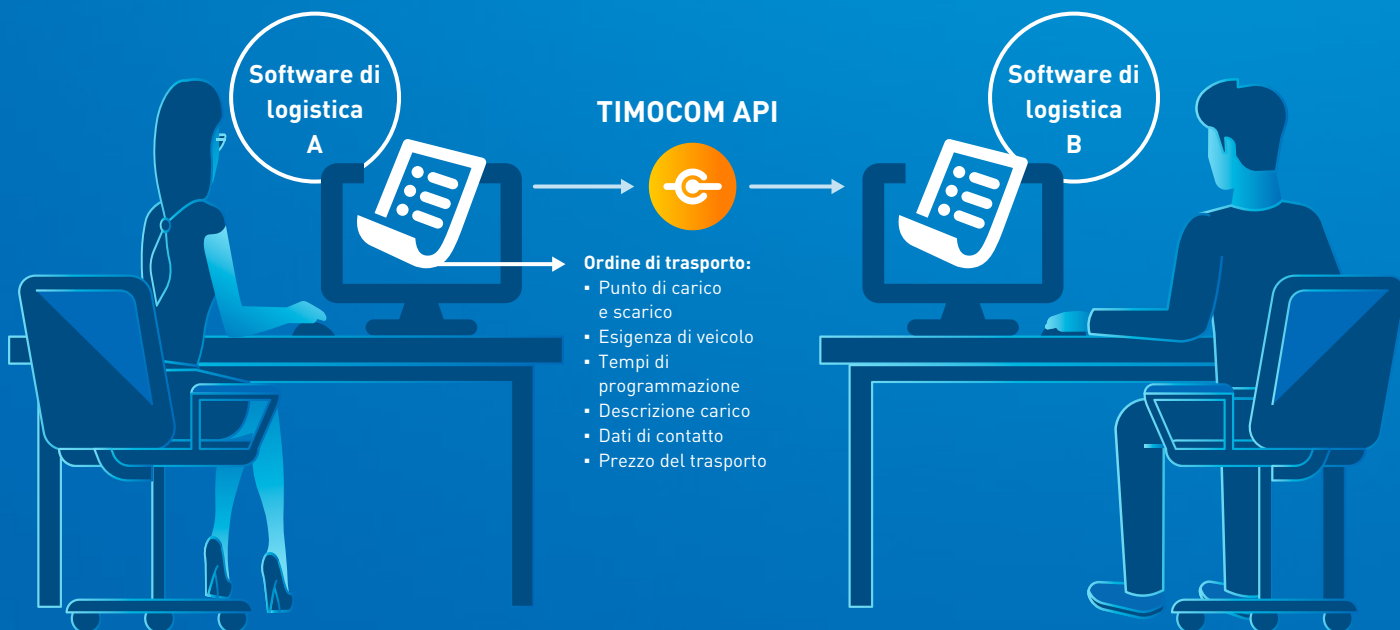 Software di
logistica
A
TIMOCOM API
Software di
logistica
B
Ordine di trasporto:
▪ Punto di carico
e scarico
▪ Esigenza di veicolo
▪ Tempi di
programmazione
▪ Descrizione carico
▪ Dati di contatto
▪ Prezzo del trasporto